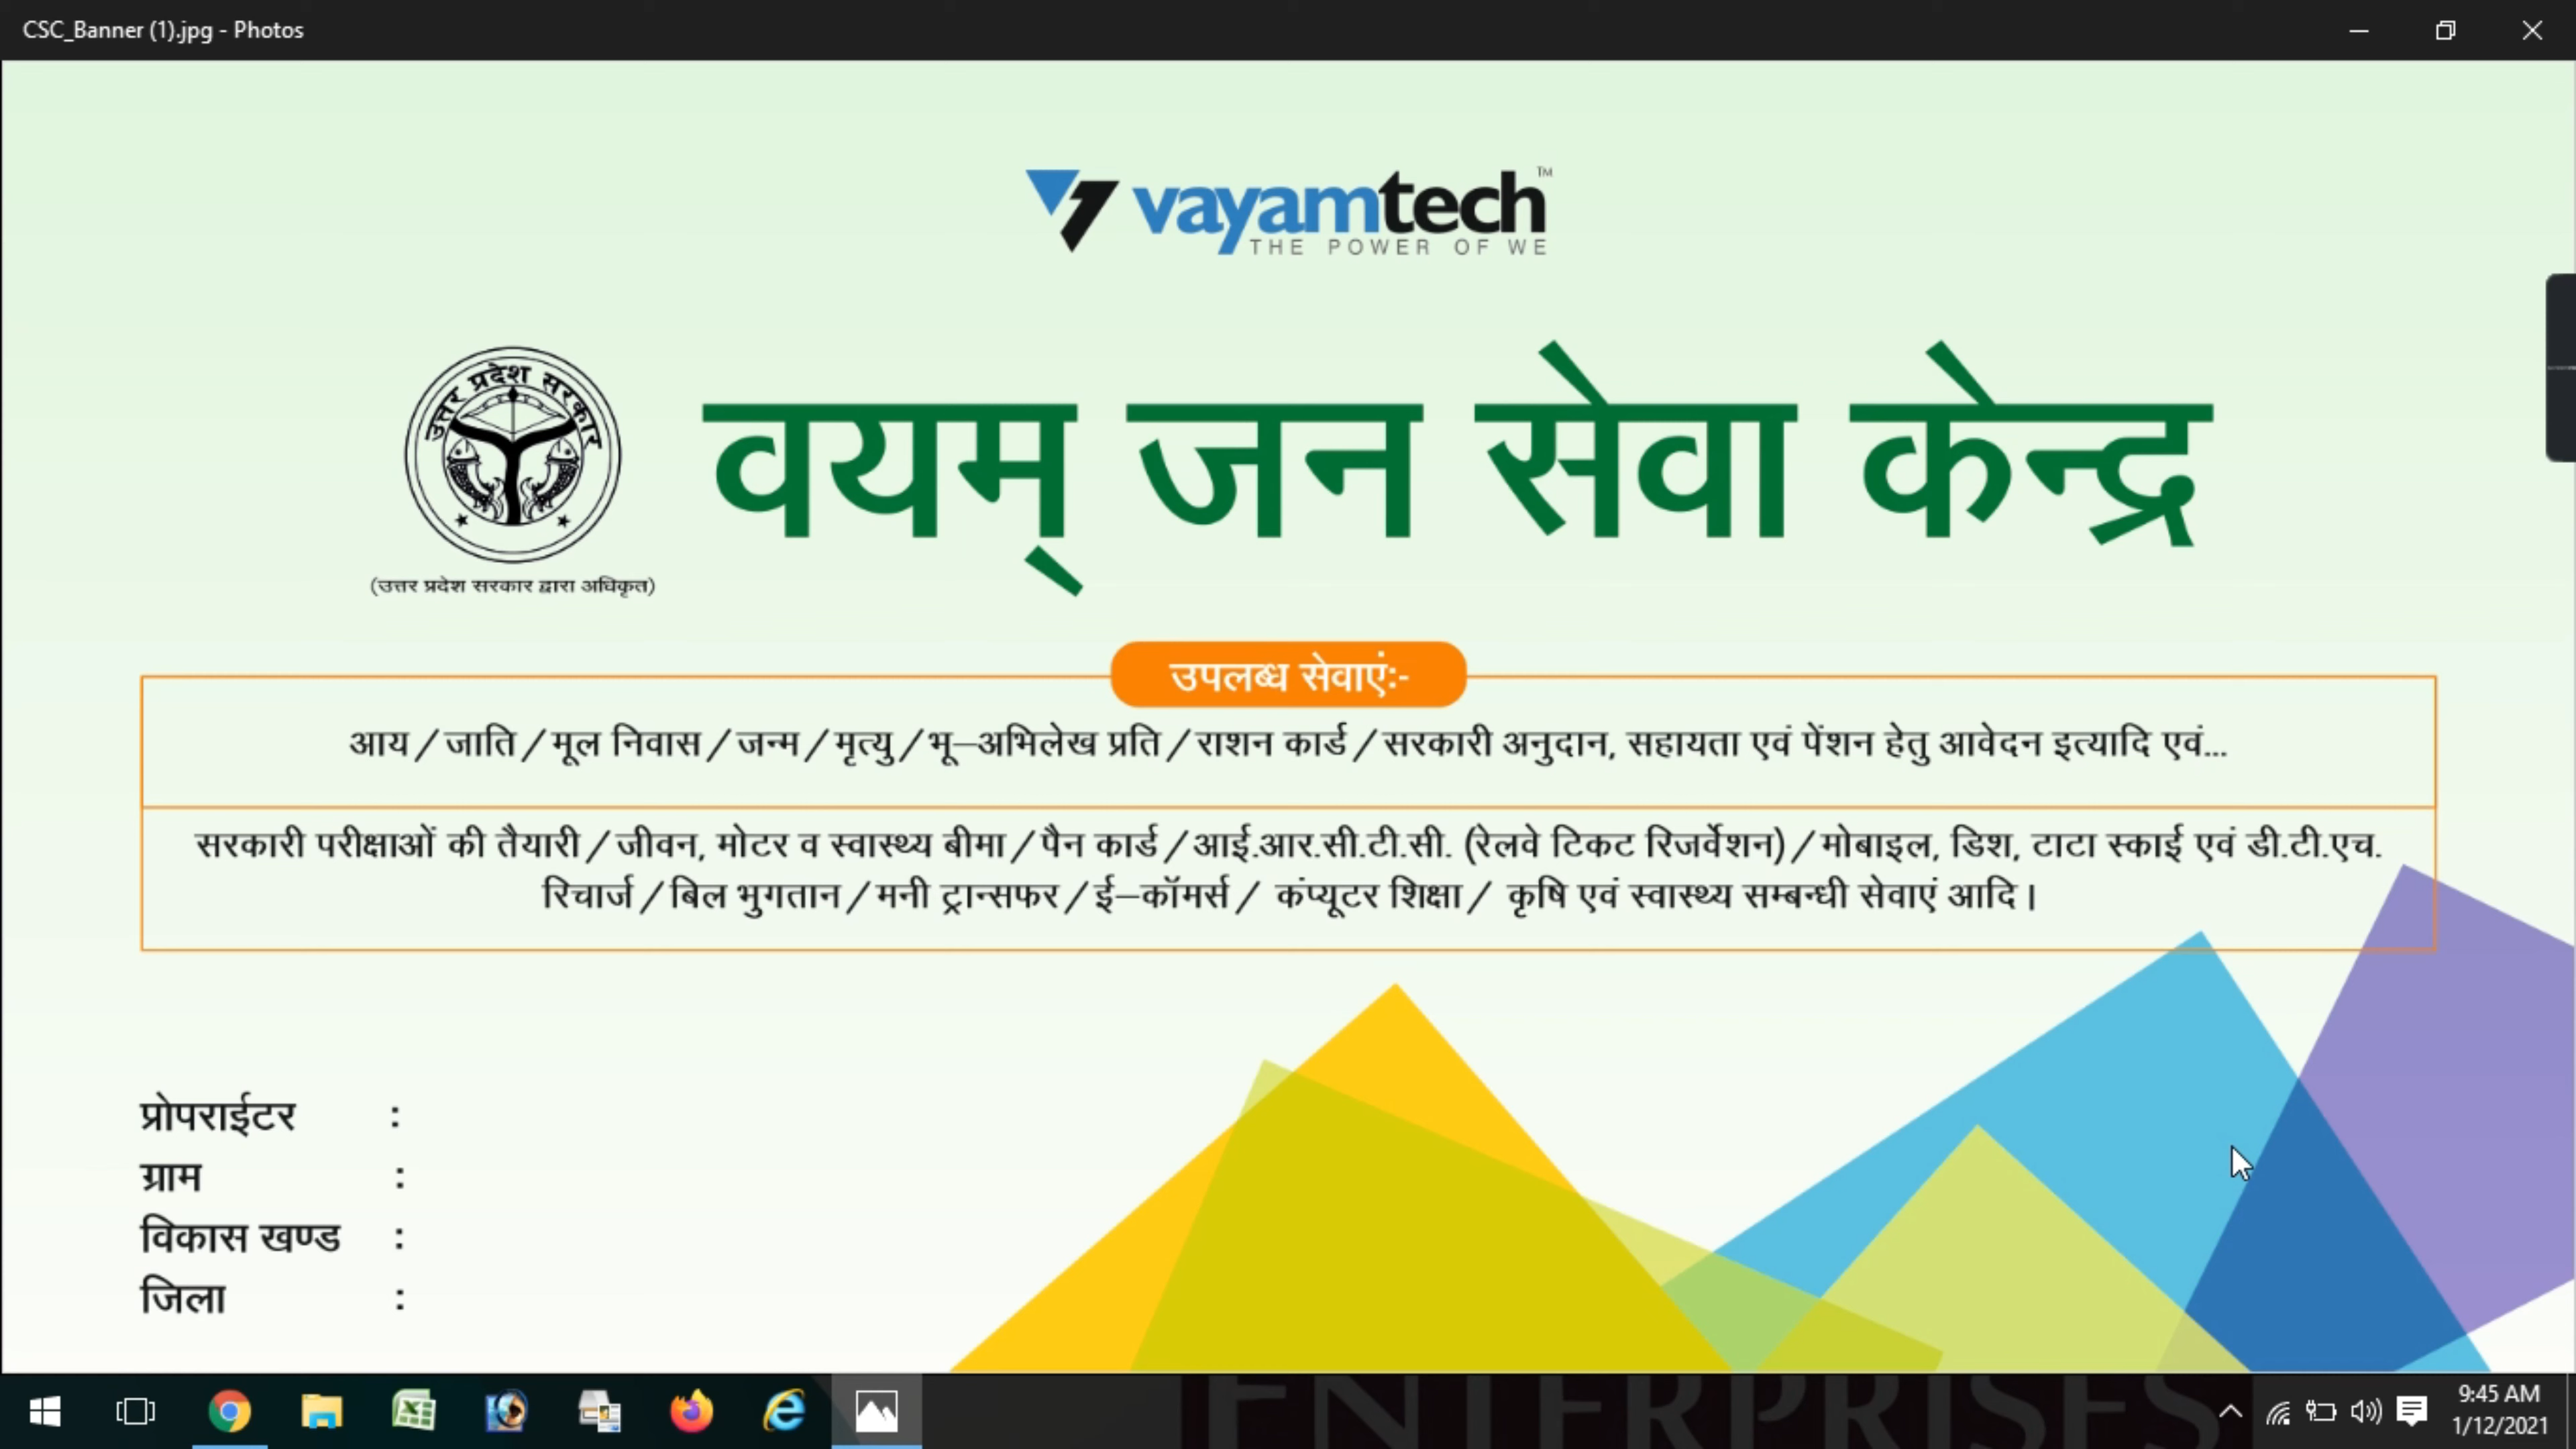 CSC_Banner (1).jpg - Photos
vayamtech™
THE POWER OF WE
उत्तर प्रदेश सरकार
वयम् जन सेवा केन्द्र
(उत्तर प्रदेश सरकार द्वारा अधिकृत)
उपलब्ध सेवाएंः-
आय/जाति/मूल निवास/जन्म/मृत्यु/भू–अभिलेख प्रति/राशन कार्ड/सरकारी अनुदान, सहायता एवं पेंशन हेतु आवेदन इत्यादि एवं...
सरकारी परीक्षाओं की तैयारी/जीवन, मोटर व स्वास्थ्य बीमा/पैन कार्ड/आई.आर.सी.टी.सी. (रेलवे टिकट रिजर्वेशन)/मोबाइल, डिश, टाटा स्काई एवं डी.टी.एच.
रिचार्ज/बिल भुगतान/मनी ट्रान्सफर/ई–कॉमर्स/ कंप्यूटर शिक्षा/ कृषि एवं स्वास्थ्य सम्बन्धी सेवाएं आदि।
प्रोपराईटर :
ग्राम :
विकास खण्ड :
जिला :
ENTERPRISES
9:45 AM
1/12/2021